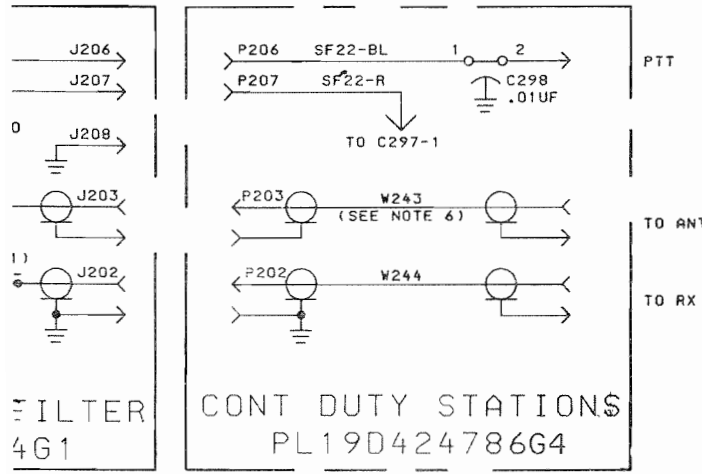 J206
P206 SF22-BL 1 2 PTT
J207
P207 SF22-R C298
.01UF
J208
TO C297-1
J203
P203 W243
(SEE NOTE 6)
TO ANT
1)
J202
P202 W244
TO RX
FILTER
4G1
CONT DUTY STATIONS
PL19D424786G4